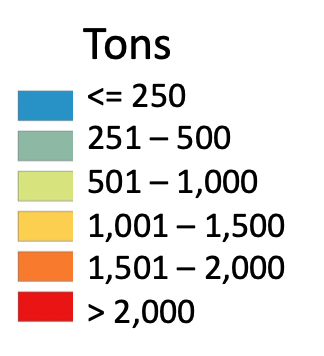 Tons
<= 250
251 – 500
501 – 1,000
1,001 – 1,500
1,501 – 2,000
> 2,000